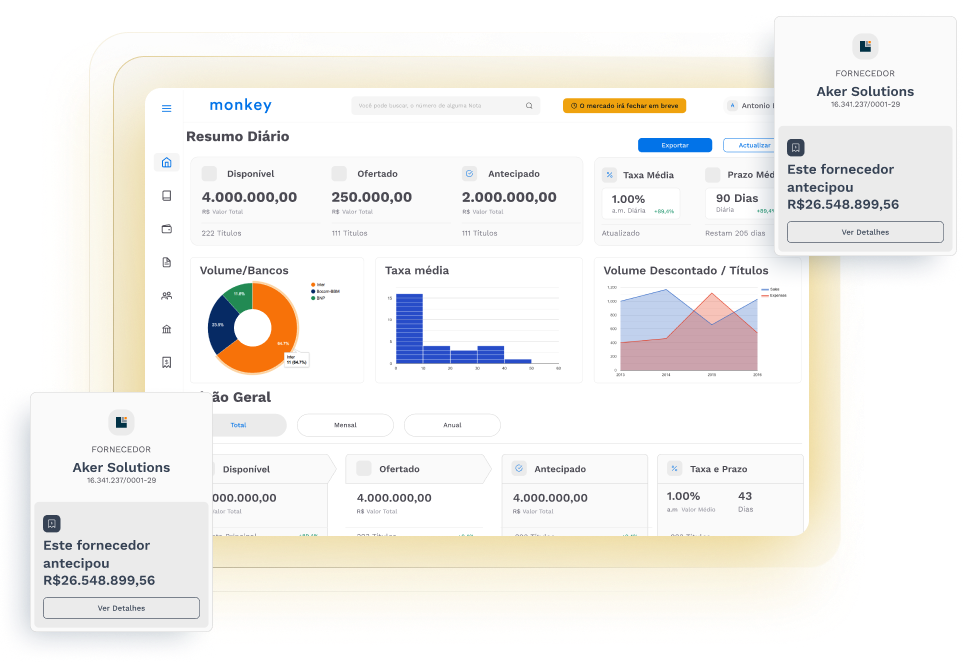 monkey
Você pode buscar, o número de alguma Nota
O mercado irá fechar em breve
A Antonio
Resumo Diário
Exportar
Actualizar
Disponível
4.000.000,00
R$ Valor Total
222 Títulos
Ofertado
250.000,00
R$ Valor Total
111 Títulos
Antecipado
2.000.000,00
R$ Valor Total
111 Títulos
% Taxa Média
1.00%
a.m. Diária +89,4%
Atualizado
Prazo Méd
90 Dias
Diária +89,4%
Restam 205 dias
FORNECEDOR
Aker Solutions
16.341.237/0001-29
Este fornecedor
antecipou
R$26.548.899,56
Ver Detalhes
Volume/Bancos
11.8%
23.5%
64.7%
Inter
11 (64.7%)
Inter
Bocom-BBM
BNP
Taxa média
15
10
5
0
0 10 20 30 40 50 60
Volume Descontado / Títulos
1,200
1,000
800
600
400
200
0
2013 2014 2015 2016
Sales
Expenses
ão Geral
Total
Mensal
Anual
Disponível
000.000,00
alor Total
Ofertado
4.000.000,00
R$ Valor Total
Antecipado
4.000.000,00
R$ Valor Total
% Taxa e Prazo
1.00%
a.m Valor Médio
43
Dias
FORNECEDOR
Aker Solutions
16.341.237/0001-29
Este fornecedor
antecipou
R$26.548.899,56
Ver Detalhes